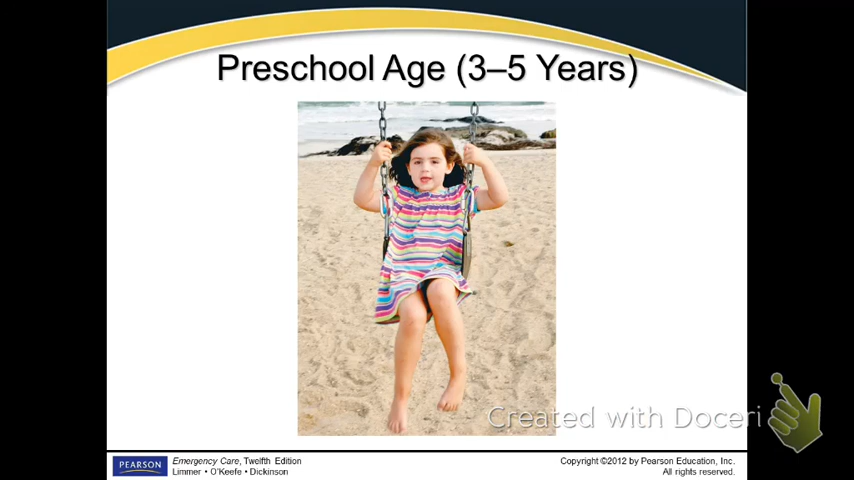 Preschool Age (3–5 Years)
Created with Doceri
PEARSON
Emergency Care, Twelfth Edition
Limmer • O'Keefe • Dickinson
Copyright ©2012 by Pearson Education, Inc.
All rights reserved.